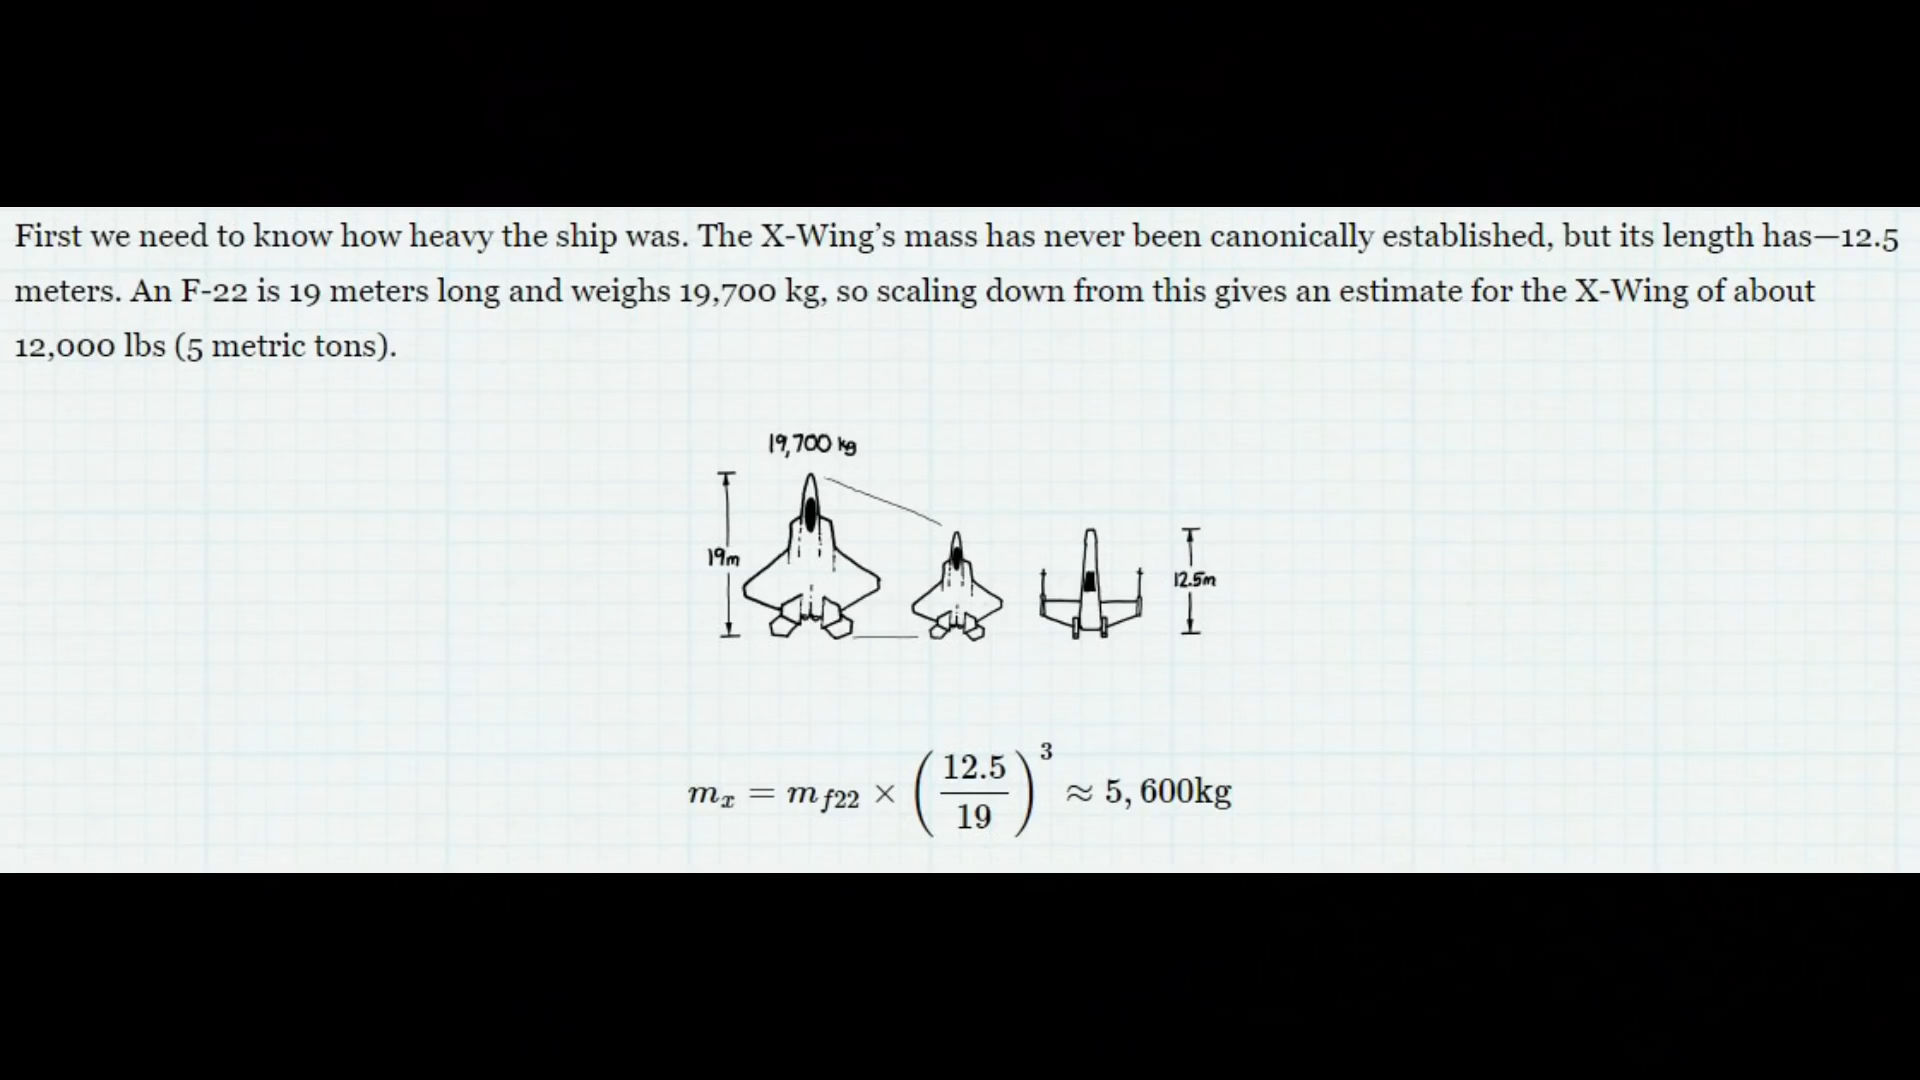 First we need to know how heavy the ship was. The X-Wing’s mass has never been canonically established, but its length has—12.5
meters. An F-22 is 19 meters long and weighs 19,700 kg, so scaling down from this gives an estimate for the X-Wing of about
12,000 lbs (5 metric tons).
19,700 kg
19m
12.5m
m_x = m_{f22} × (12.5/19)^3 ≈ 5,600kg